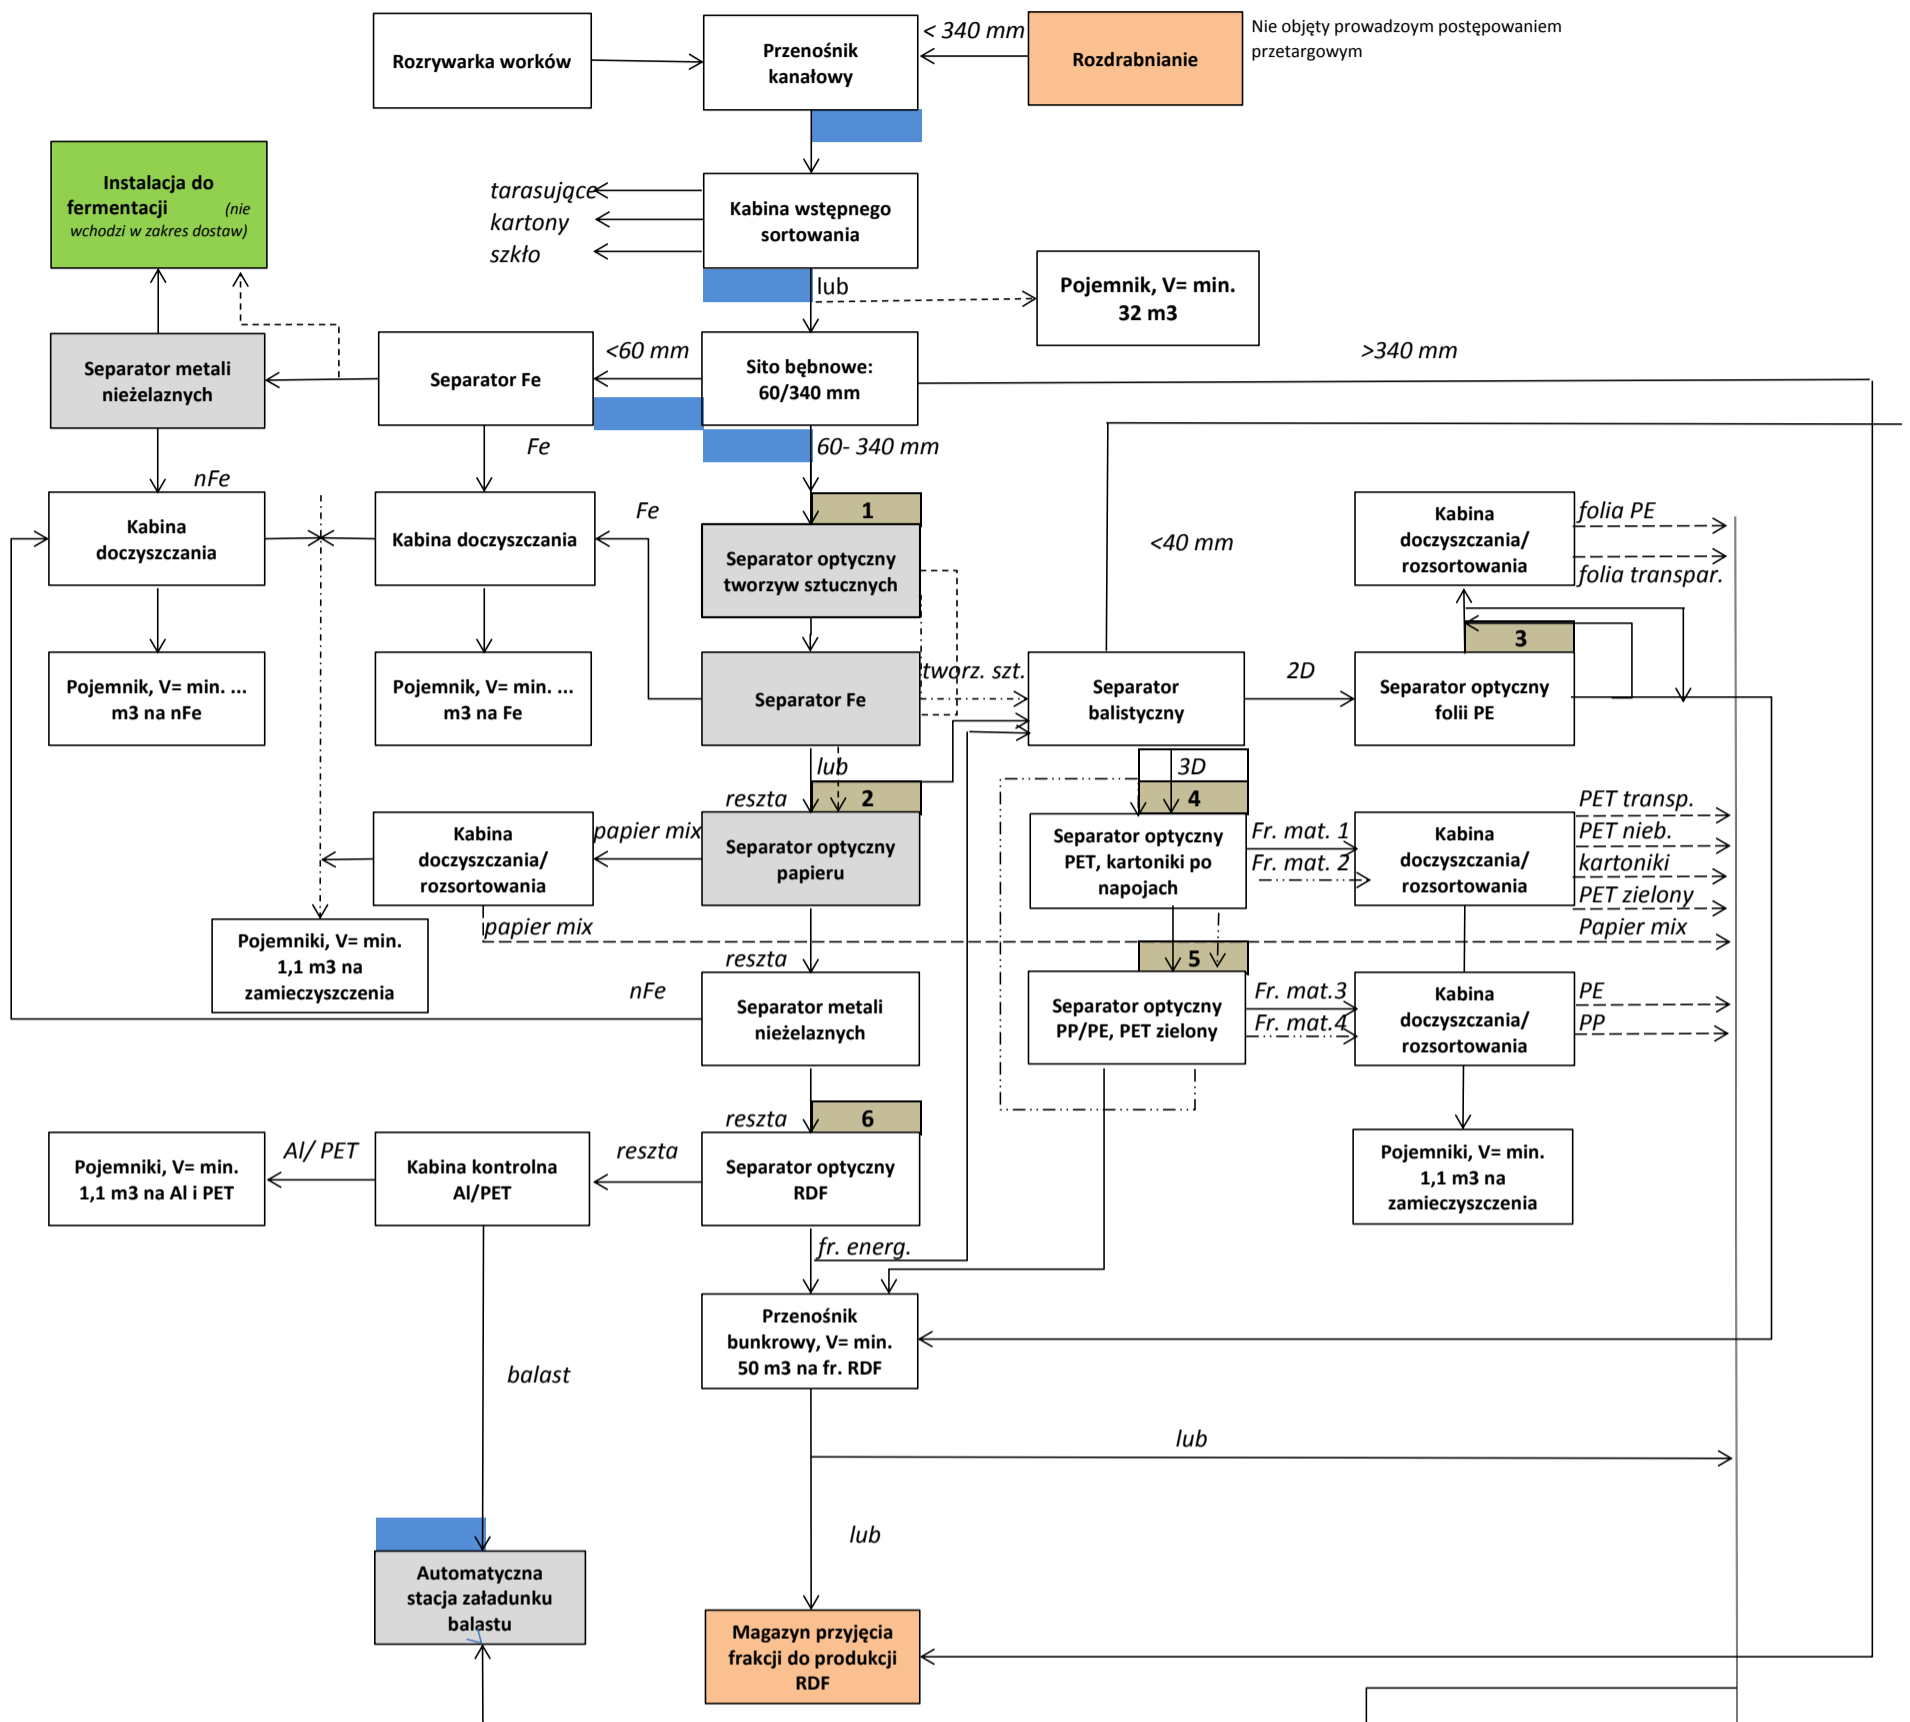 Rozrywarka worków
Przenośnik
kanałowy
< 340 mm
Rozdrabnianie
Nie objęty prowadzoym postępowaniem
przetargowym
Instalacja do
fermentacji (nie
wchodzi w zakres dostaw)
tarasujące
kartony
szkło
Kabina wstępnego
sortowania
lub
Pojemnik, V= min.
32 m3
Separator metali
nieżelaznych
Separator Fe
<60 mm
Sito bębnowe:
60/340 mm
>340 mm
Fe
60- 340 mm
nFe
Kabina
doczyszczania
Kabina doczyszczania
Fe
1
Separator optyczny
tworzyw sztucznych
<40 mm
Kabina
doczyszczania/
rozsortowania
folia PE
folia transpar.
3
Pojemnik, V= min. ...
m3 na nFe
Pojemnik, V= min. ...
m3 na Fe
Separator Fe
tworz. szt.
Separator
balistyczny
2D
Separator optyczny
folii PE
lub
3D
reszta
2
4
Kabina
doczyszczania/
rozsortowania
papier mix
Separator optyczny
papieru
Separator optyczny
PET, kartoniki po
napojach
Fr. mat. 1
Fr. mat. 2
Kabina
doczyszczania/
rozsortowania
PET transp.
PET nieb.
kartoniki
PET zielony
Papier mix
papier mix
Pojemniki, V= min.
1,1 m3 na
zamieczyszczenia
reszta
5
nFe
Separator metali
nieżelaznych
Separator optyczny
PP/PE, PET zielony
Fr. mat.3
Fr. mat.4
Kabina
doczyszczania/
rozsortowania
PE
PP
reszta
6
Pojemniki, V= min.
1,1 m3 na Al i PET
Al/ PET
Kabina kontrolna
Al/PET
reszta
Separator optyczny
RDF
Pojemniki, V= min.
1,1 m3 na
zamieczyszczenia
fr. energ.
Przenośnik
bunkrowy, V= min.
50 m3 na fr. RDF
balast
lub
lub
Automatyczna
stacja załadunku
balastu
Magazyn przyjęcia
frakcji do produkcji
RDF